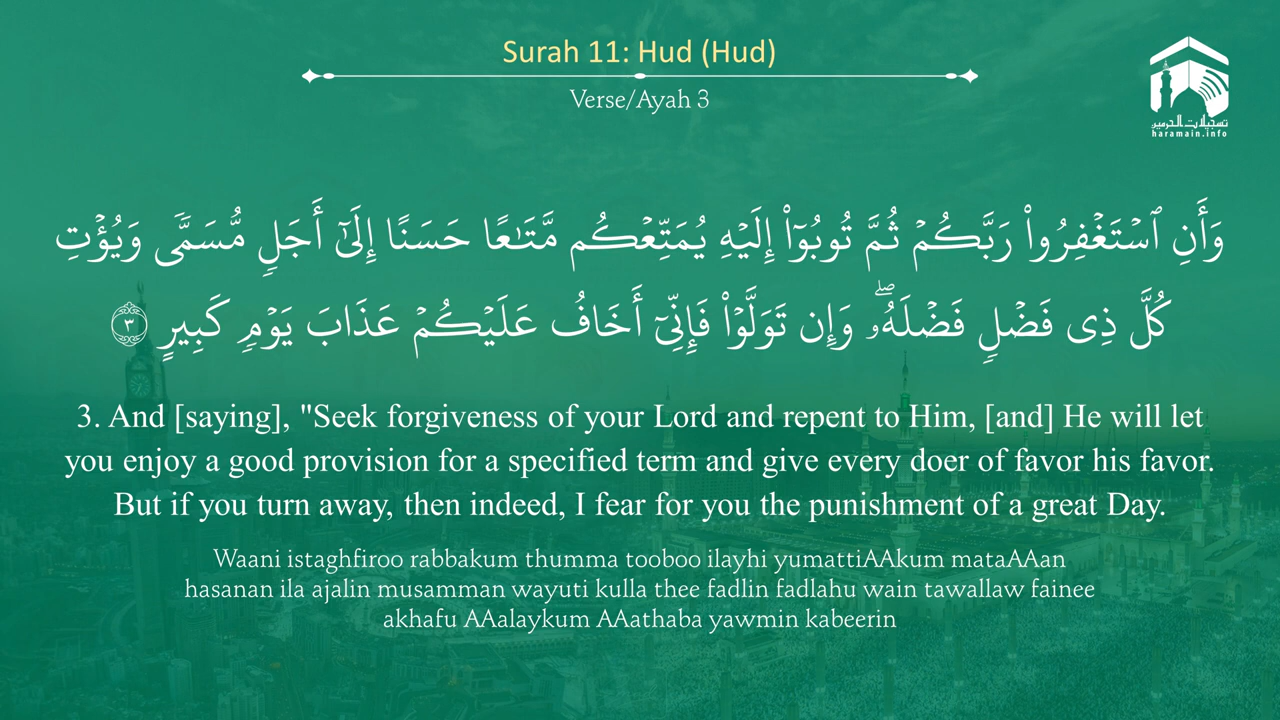 Surah 11: Hud (Hud)
Verse/Ayah 3
تسجيلات الحرمين
haramain.info
وَأَنِ ٱسْتَغْفِرُوا۟ رَبَّكُمْ ثُمَّ تُوبُوٓا۟ إِلَيْهِ يُمَتِّعْكُم مَّتَـٰعًا حَسَنًا إِلَىٰٓ أَجَلٍ مُّسَمًّى وَيُؤْتِ
كُلَّ ذِى فَضْلٍ فَضْلَهُۥ ۖ وَإِن تَوَلَّوْا۟ فَإِنِّىٓ أَخَافُ عَلَيْكُمْ عَذَابَ يَوْمٍ كَبِيرٍ ٣
3. And [saying], "Seek forgiveness of your Lord and repent to Him, [and] He will let
you enjoy a good provision for a specified term and give every doer of favor his favor.
But if you turn away, then indeed, I fear for you the punishment of a great Day.
Waani istaghfiroo rabbakum thumma tooboo ilayhi yumattiAAkum mataAAan
hasanan ila ajalin musamman wayuti kulla thee fadlin fadlahu wain tawallaw fainee
akhafu AAalaykum AAathaba yawmin kabeerin